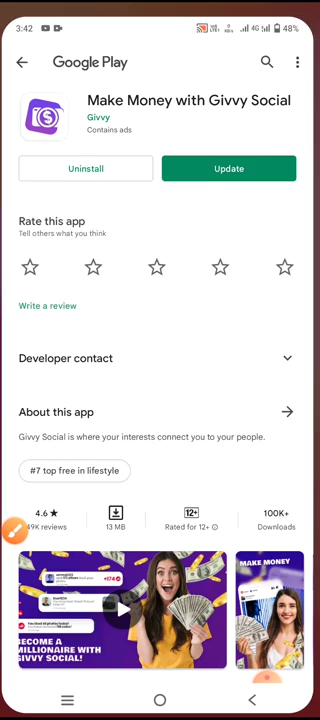 3:42
4G
48%
Google Play
Make Money with Givvy Social
Givvy
Contains ads
Uninstall
Update
Rate this app
Tell others what you think
Write a review
Developer contact
About this app
Givvy Social is where your interests connect you to your people.
#7 top free in lifestyle
4.6★
12+
100K+
49K reviews
13 MB
Rated for 12+
Downloads
+174
MAKE MONEY
BECOME A
MILLIONAIRE WITH
GIVVY SOCIAL!